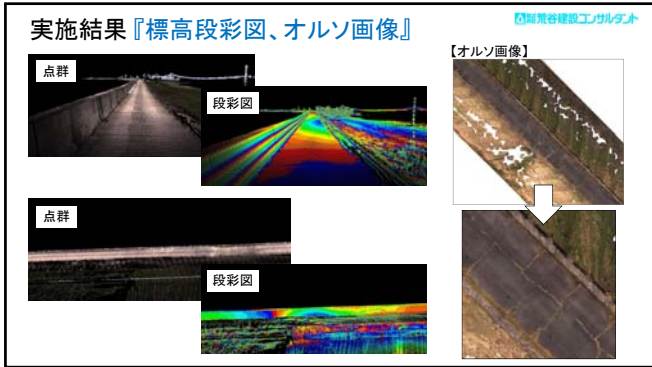 実施結果『標高段彩図、オルソ画像』
荒谷建設コンサルタント
点群
段彩図
【オルソ画像】
点群
段彩図